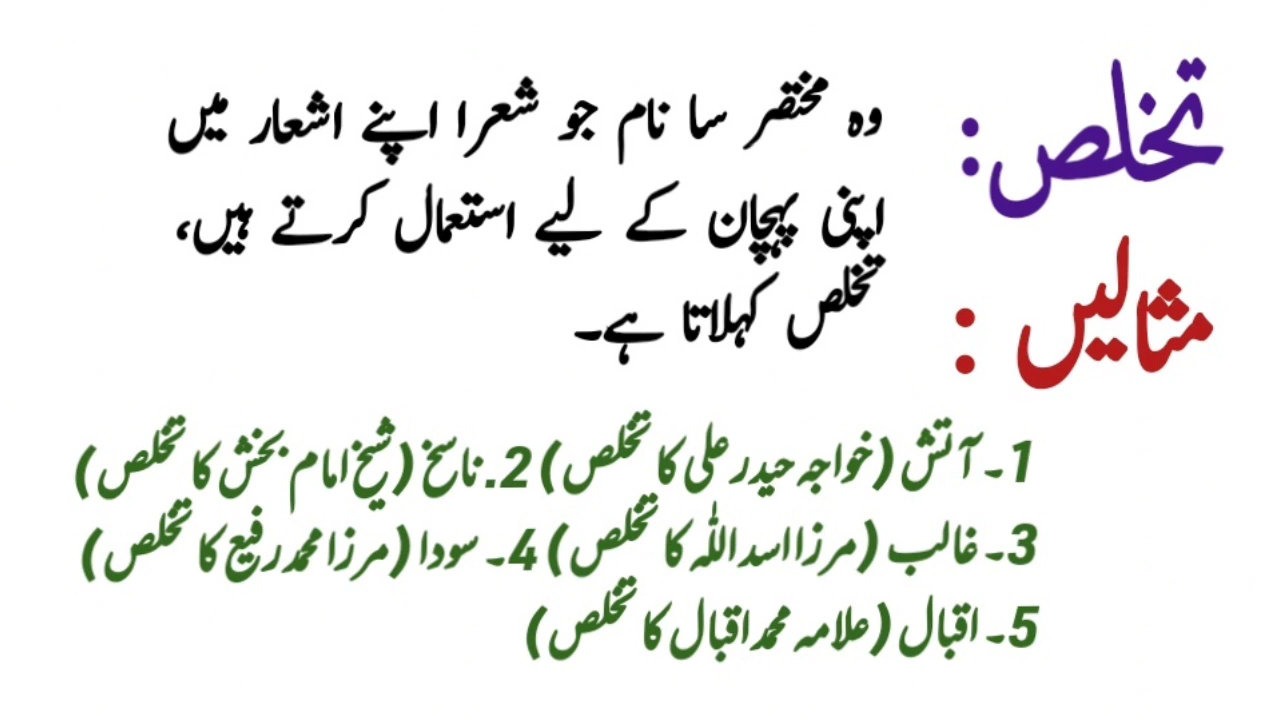 تخلص: وہ مختصر سا نام جو شعرا اپنے اشعار میں
اپنی پہچان کے لیے استعمال کرتے ہیں،
تخلص کہلاتا ہے۔
مثالیں :
1۔ آتش (خواجہ حیدر علی کا تخلص) 2. ناسخ (شیخ امام بخش کا تخلص)
3۔ غالب (مرزا اسد اللہ کا تخلص) 4۔ سودا (مرزا محمد رفیع کا تخلص)
5۔ اقبال (علامہ محمد اقبال کا تخلص)